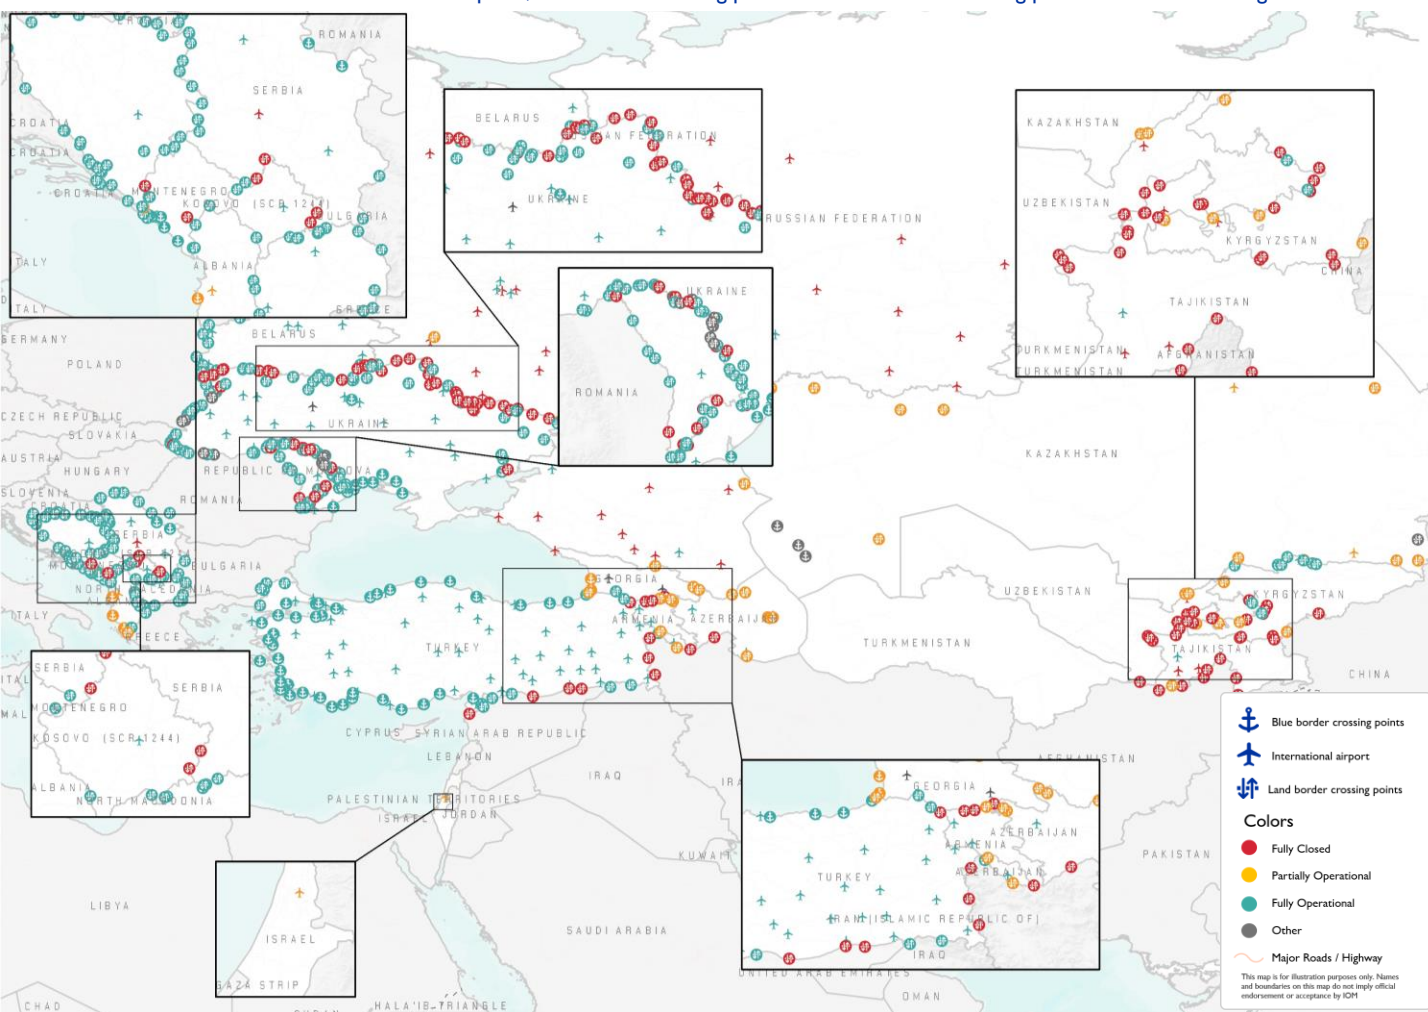 ROMANIA
SERBIA
CROATIA
CROATIA
CROATIA
MONTENEGRO
KOSOVO (SCR 1244)
BULGARIA
ITALY
ALBANIA
ITALY
GREECE
BELARUS
RUSSIAN FEDERATION
UKRAINE
RUSSIAN FEDERATION
KAZAKHSTAN
UZBEKISTAN
KYRGYZSTAN
CHINA
TAJIKISTAN
TURKMENISTAN
AFGHANISTAN
TURKMENISTAN
UKRAINE
ROMANIA
GERMANY
BELARUS
POLAND
CZECH REPUBLIC
UKRAINE
SLOVAKIA
AUSTRIA
HUNGARY
REPUBLIC
MOLDOVA
KAZAKHSTAN
SLOVENIA
CROATIA
ROMANIA
SERBIA
BULGARIA
NORTH MACEDONIA
ITALY
GREECE
GEORGIA
ARMENIA
AZERBAIJAN
TURKEY
UZBEKISTAN
KYRGYZSTAN
TURKMENISTAN
TAJIKISTAN
CHINA
SERBIA
SERBIA
MONTENEGRO
KOSOVO (SCR 1244)
ALBANIA
NORTH MACEDONIA
CYPRUS
SYRIAN ARAB REPUBLIC
LEBANON
IRAQ
AFGHANISTAN
PALESTINIAN TERRITORIES
ISRAEL
JORDAN
KUWAIT
PAKISTAN
GEORGIA
AZERBAIJAN
ARMENIA
AZERBAIJAN
TURKEY
IRAN (ISLAMIC REPUBLIC OF)
IRAQ
ISRAEL
GAZA STRIP
LIBYA
SAUDI ARABIA
UNITED ARAB EMIRATES
OMAN
CHAD
HALA'IB TRIANGLE
Blue border crossing points
International airport
Land border crossing points
Colors
Fully Closed
Partially Operational
Fully Operational
Other
Major Roads / Highway
This map is for illustration purposes only. Names
and boundaries on this map do not imply official
endorsement or acceptance by IOM